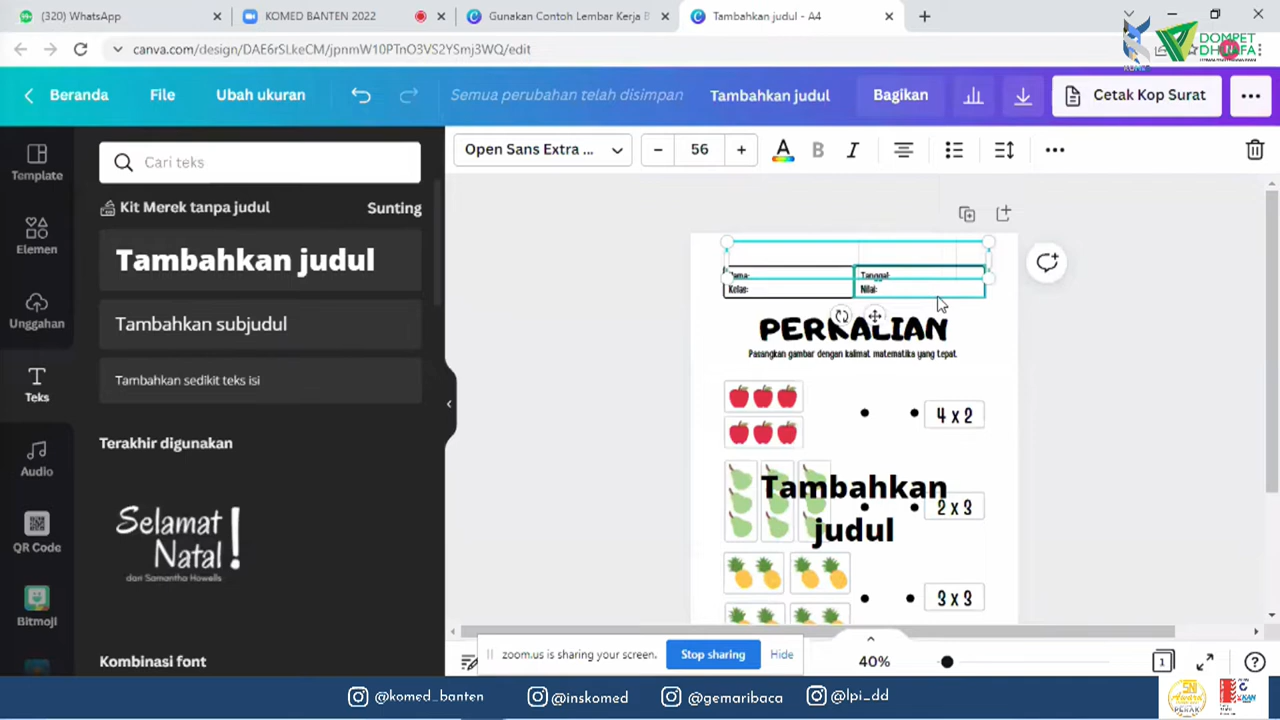 (320) WhatsApp
KOMED BANTEN 2022
Gunakan Contoh Lembar Kerja B
Tambahkan judul - A4
canva.com/design/DAE6rSLkeCM/jpnmW10PTnO3VS2YSmj3WQ/edit
DOMPET
DHUAFA
Beranda
File
Ubah ukuran
Semua perubahan telah disimpan
Tambahkan judul
Bagikan
Cetak Kop Surat
Template
Elemen
Unggahan
Teks
Audio
QR Code
Bitmoji
Cari teks
Kit Merek tanpa judul
Sunting
Tambahkan judul
Tambahkan subjudul
Tambahkan sedikit teks isi
Terakhir digunakan
Selamat
Natal!
dari Samantha Howells
Kombinasi font
Open Sans Extra ...
56
Nama:
Tanggal:
Kelas:
Nilai:
PERKALIAN
Pasangkan gambar dengan kalimat matematika yang tepat
4 x 2
Tambahkan
judul
2 x 3
3 x 3
zoom.us is sharing your screen.
Stop sharing
Hide
40%
1
@komed_banten
@inskomed
@gemaribaca
@lpi_dd